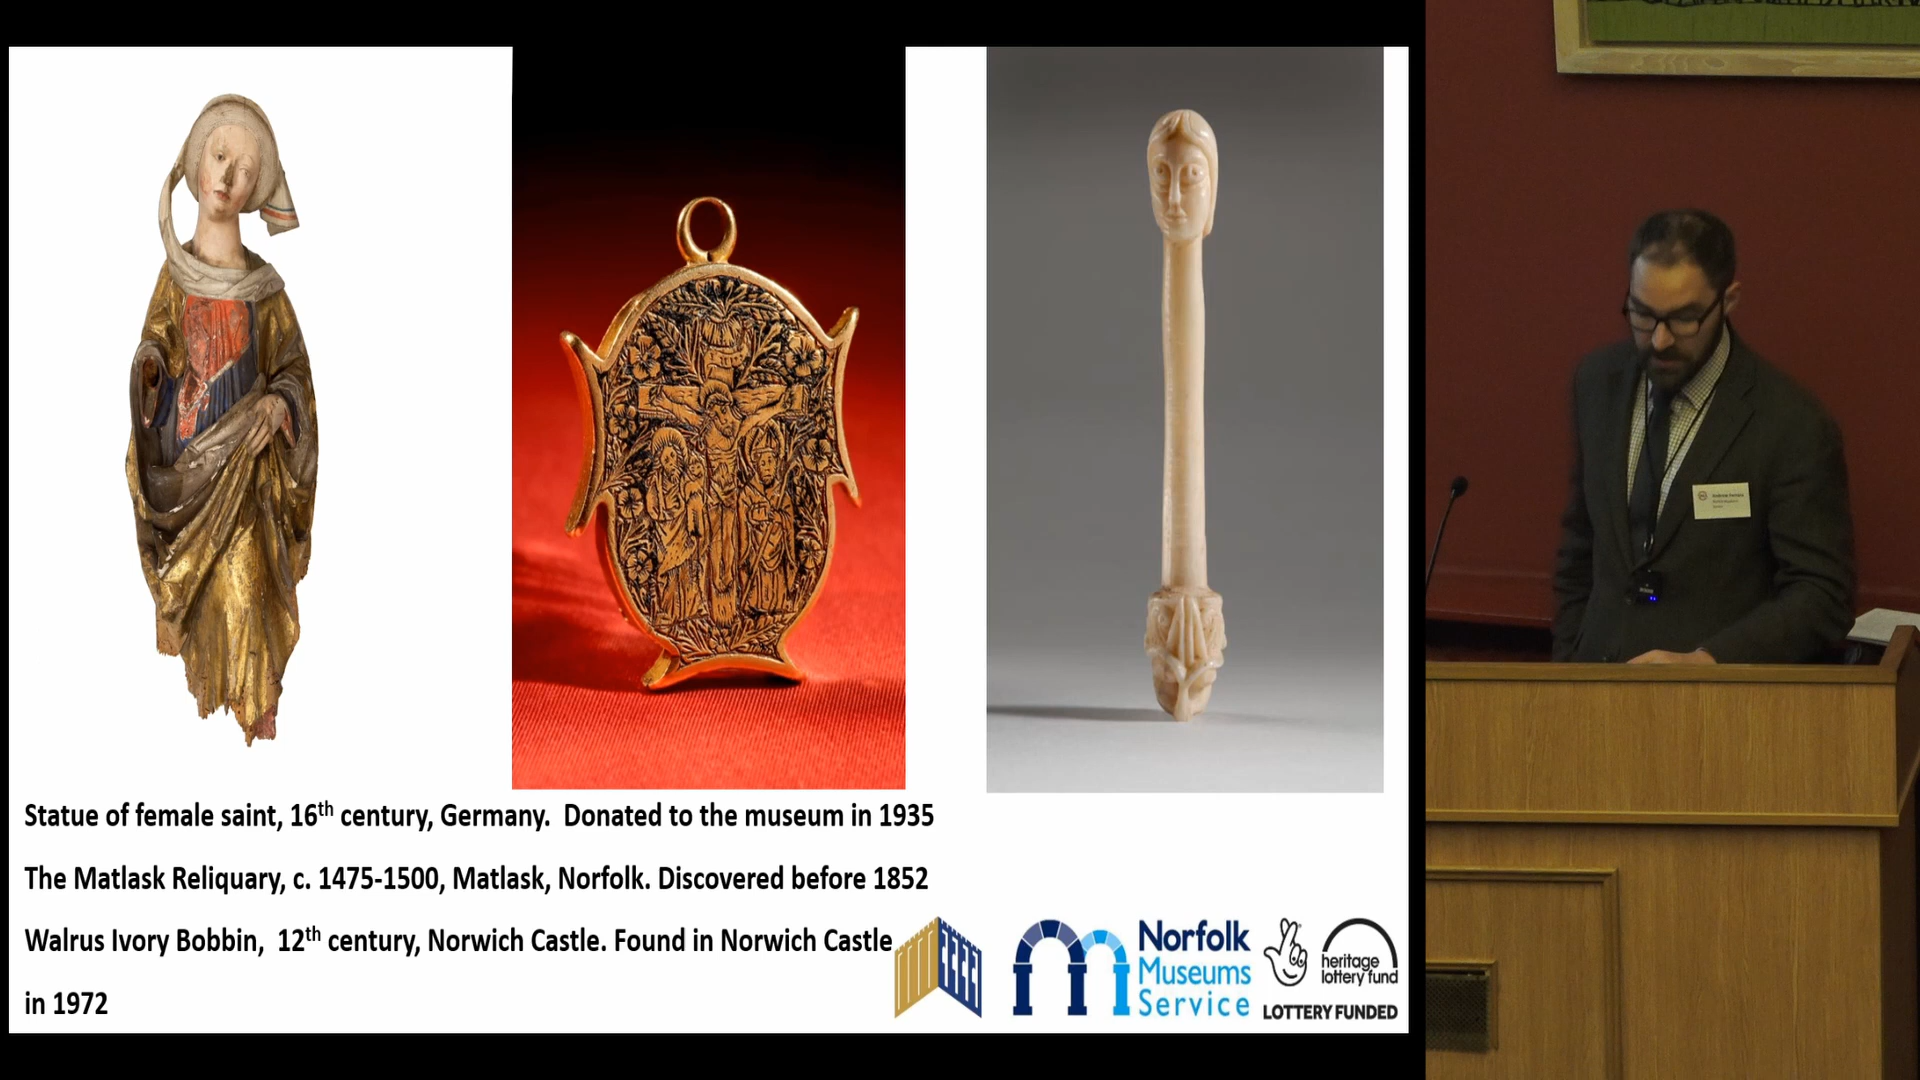 Statue of female saint, 16th century, Germany.  Donated to the museum in 1935
The Matlask Reliquary, c. 1475-1500, Matlask, Norfolk. Discovered before 1852
Walrus Ivory Bobbin,  12th century, Norwich Castle. Found in Norwich Castle
in 1972
Norfolk
Museums
Service
heritage
lottery fund
LOTTERY FUNDED